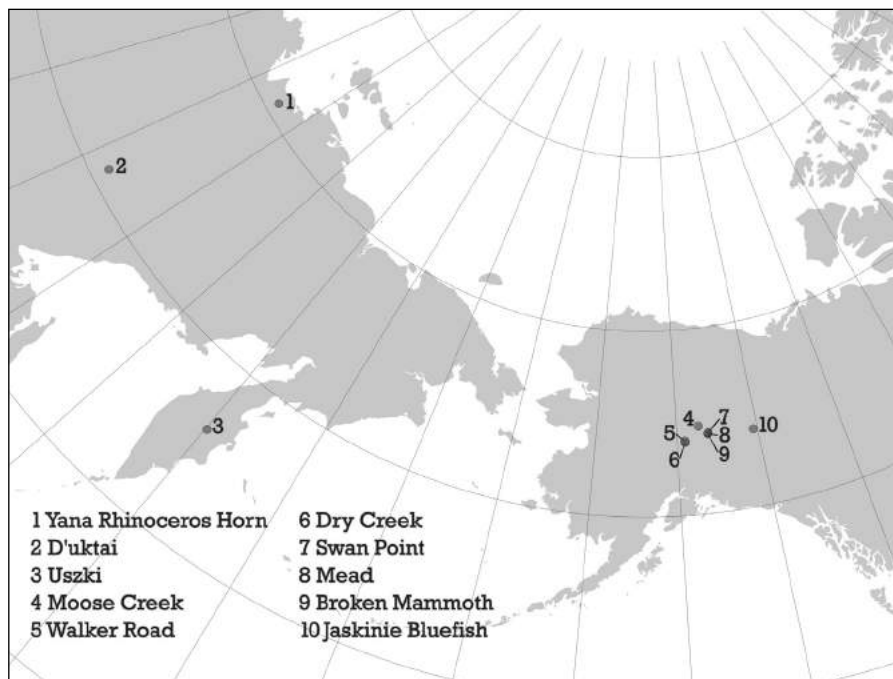 1
2
3
4
5
6
7
8
9
10
1 Yana Rhinoceros Horn
2 D'uktai
3 Uszki
4 Moose Creek
5 Walker Road
6 Dry Creek
7 Swan Point
8 Mead
9 Broken Mammoth
10 Jaskinie Bluefish